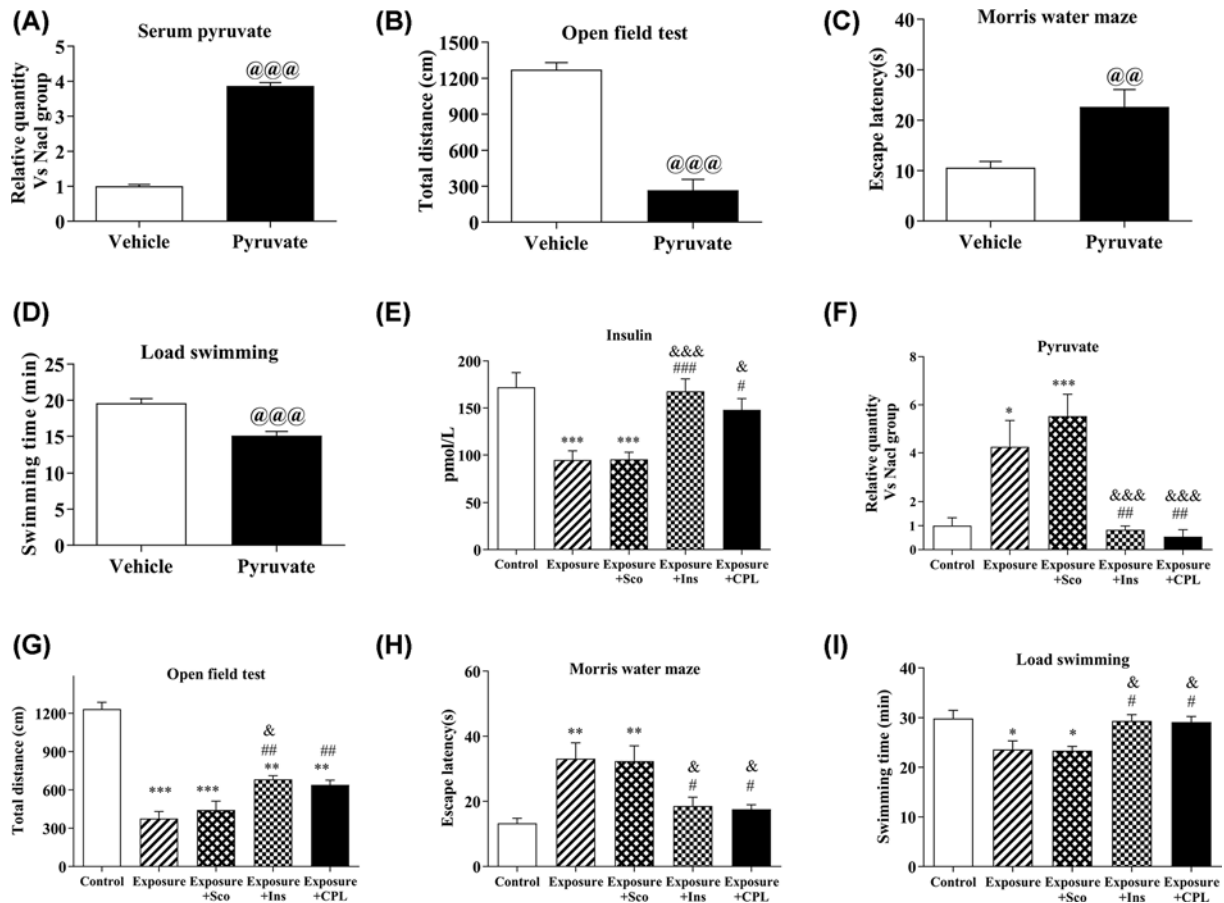 (A)
Serum pyruvate
Relative quantity
Vs Nacl group
5
4
3
2
1
0
@@@
Vehicle
Pyruvate
(B)
Open field test
Total distance (cm)
1500
1200
900
600
300
0
@@@
Vehicle
Pyruvate
(C)
Morris water maze
Escape latency(s)
40
30
20
10
0
@@
Vehicle
Pyruvate
(D)
Load swimming
Swimming time (min)
25
20
15
10
5
0
@@@
Vehicle
Pyruvate
(E)
Insulin
pmol/L
200
150
100
50
0
***
***
&&&
###
&
#
Control
Exposure
Exposure
+Sco
Exposure
+Ins
Exposure
+CPL
(F)
Pyruvate
Relative quantity
Vs Nacl group
8
6
4
2
1
0
*
***
&&&
##
&&&
##
Control
Exposure
Exposure
+Sco
Exposure
+Ins
Exposure
+CPL
(G)
Open field test
Total distance (cm)
1200
900
600
300
0
***
***
&
##
**
##
**
Control
Exposure
Exposure
+Sco
Exposure
+Ins
Exposure
+CPL
(H)
Morris water maze
Escape latency(s)
60
40
20
0
**
**
&
#
&
#
Control
Exposure
Exposure
+Sco
Exposure
+Ins
Exposure
+CPL
(I)
Load swimming
Swimming time (min)
40
30
20
10
0
*
*
&
#
&
#
Control
Exposure
Exposure
+Sco
Exposure
+Ins
Exposure
+CPL